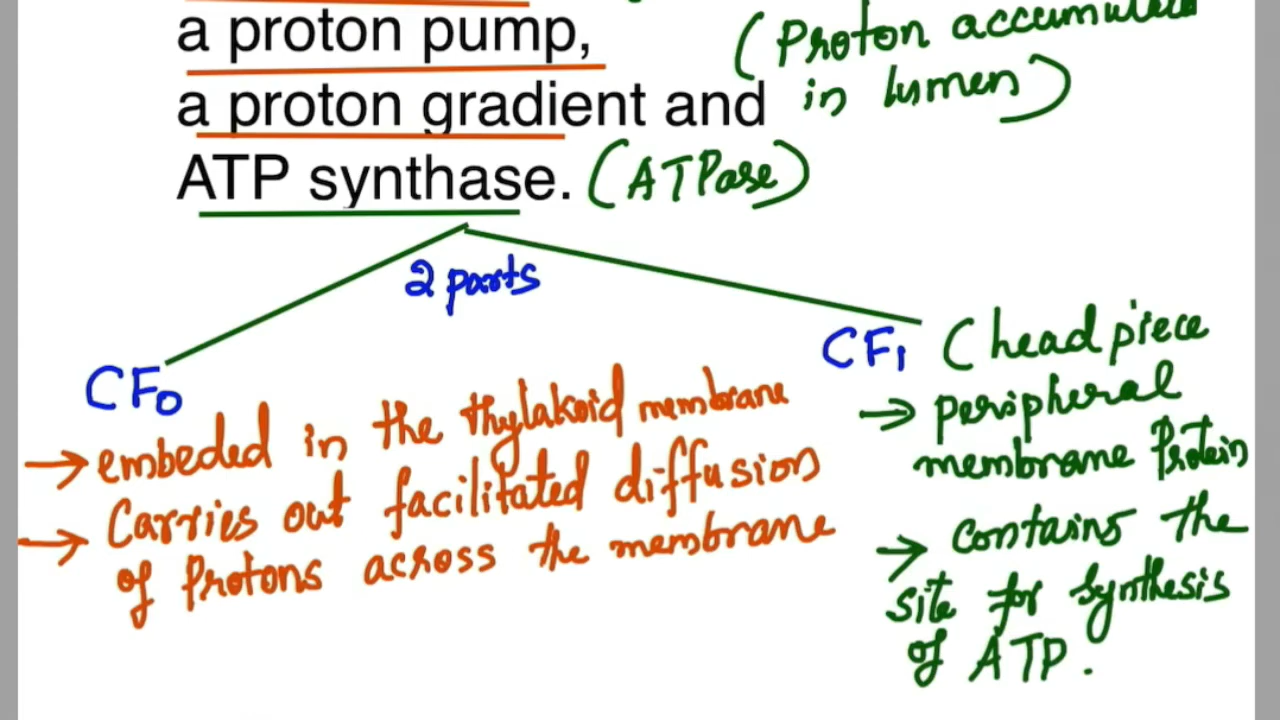 a proton pump,
(Proton accumulated
a proton gradient and
in lumen)
ATP synthase. (ATPase)
2 parts
CF0
CF1 (head piece
→ embeded in the thylakoid membrane
→ Carries out facilitated diffusion
of Protons across the membrane
→ peripheral
membrane Protein
→ contains the
site for synthesis
of ATP.